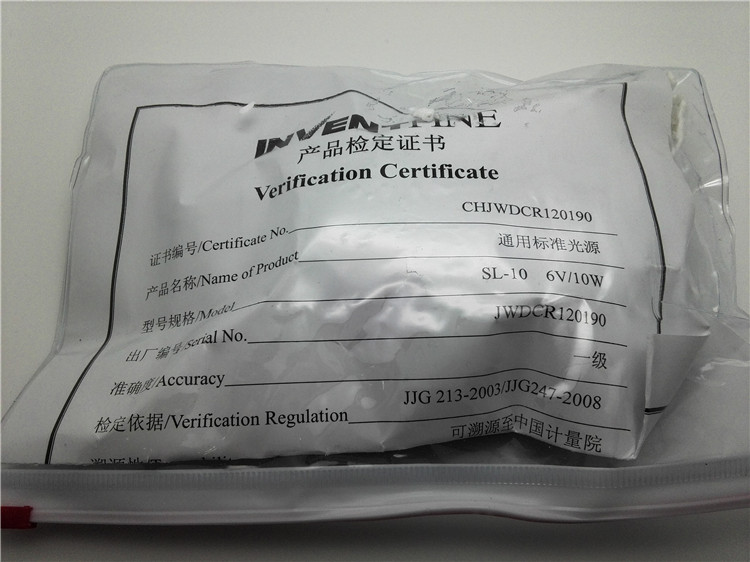 INVENTFINE
产品检定证书
Verification Certificate
证书编号/Certificate No. CHJWDCR120190
产品名称/Name of Product 通用标准光源
型号规格/Model SL-10 6V/10W
出厂编号/Serial No. JWDCR120190
准确度/Accuracy 一级
检定依据/Verification Regulation JJG 213-2003/JJG247-2008
可溯源至中国计量院